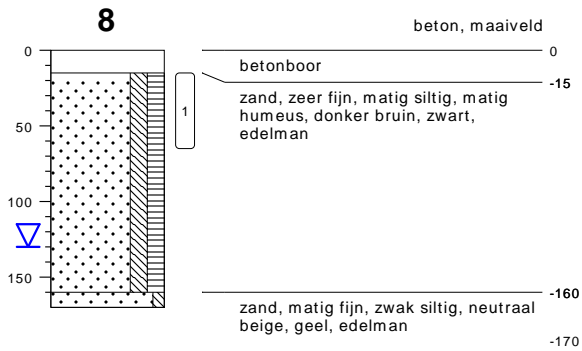 8
beton, maaiveld
0
0
betonboor
-15
zand, zeer fijn, matig siltig, matig
humeus, donker bruin, zwart,
edelman
1
50
100
150
-160
zand, matig fijn, zwak siltig, neutraal
beige, geel, edelman
-170